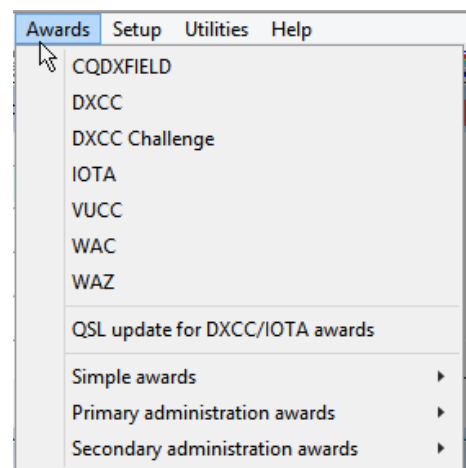 Awards Setup Utilities Help
CQDXFIELD
DXCC
DXCC Challenge
IOTA
VUCC
WAC
WAZ
QSL update for DXCC/IOTA awards
Simple awards
Primary administration awards
Secondary administration awards